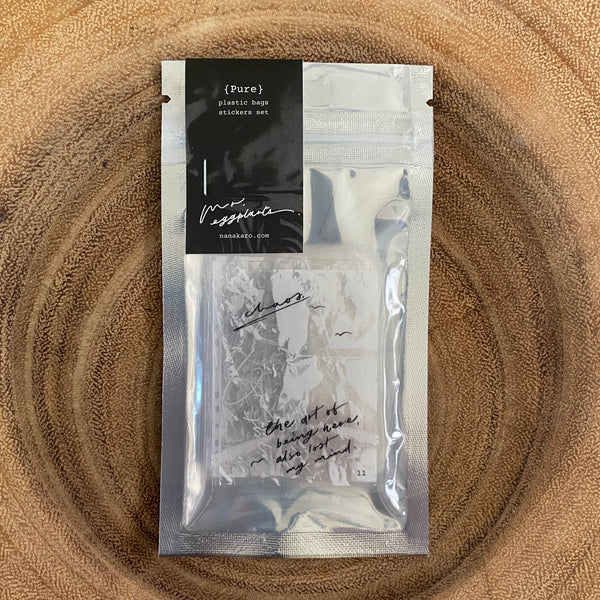 {Pure}
plastic bags
stickers set
Mr.
eggplants.
nanakaro.com
chaos.
the art of
being here,
also lost
my mind.
11